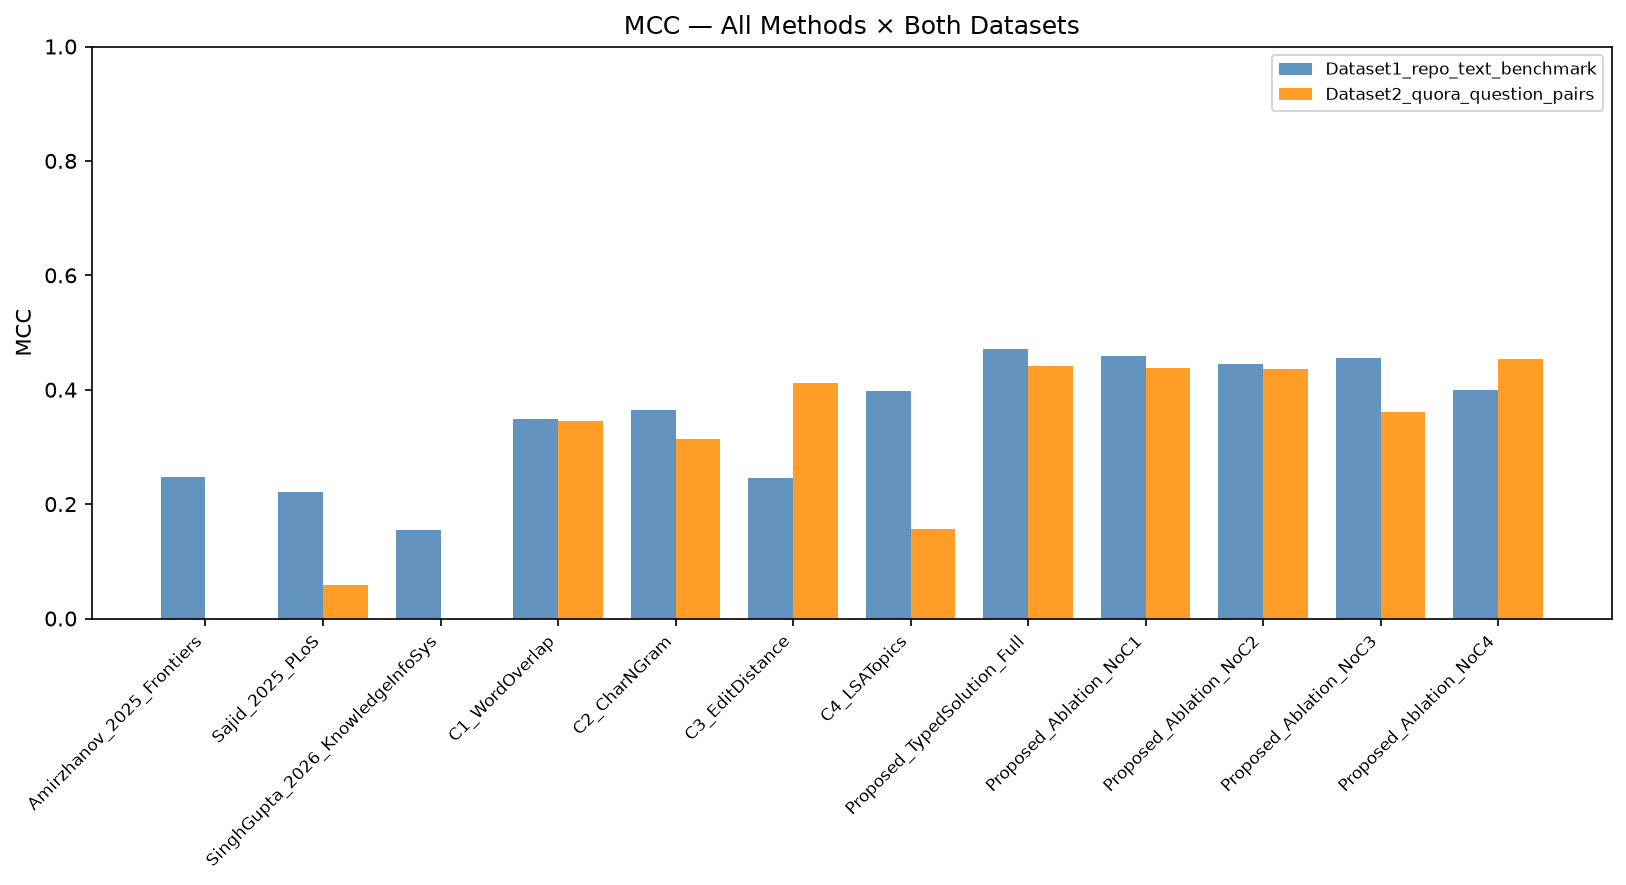 MCC — All Methods × Both Datasets
Dataset1_repo_text_benchmark
Dataset2_quora_question_pairs
MCC
1.0
0.8
0.6
0.4
0.2
0.0
Amirzhanov_2025_Frontiers
Sajid_2025_PLoS
SinghGupta_2026_KnowledgeInfoSys
C1_WordOverlap
C2_CharNGram
C3_EditDistance
C4_LSATopics
Proposed_TypedSolution_Full
Proposed_Ablation_NoC1
Proposed_Ablation_NoC2
Proposed_Ablation_NoC3
Proposed_Ablation_NoC4